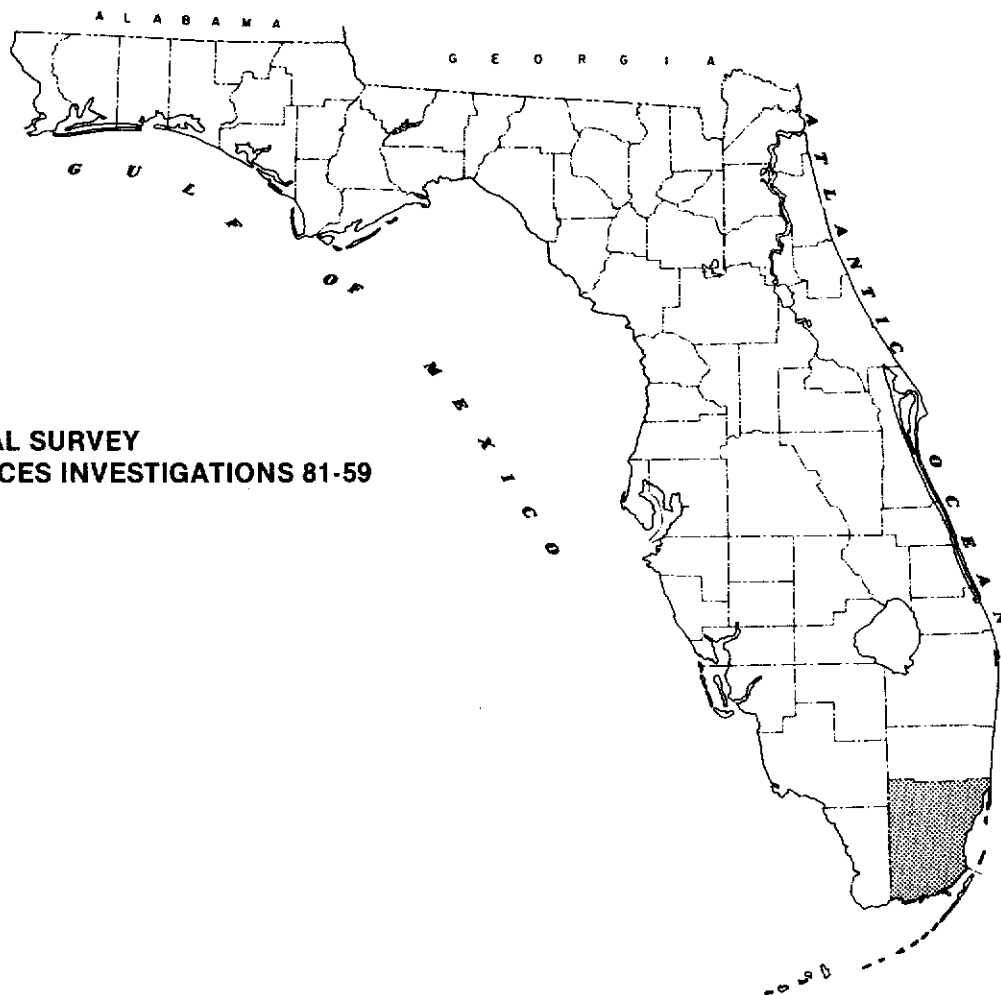 ALABAMA
GEORGIA
GULF OF MEXICO
ATLANTIC OCEAN
AL SURVEY
CES INVESTIGATIONS 81-59